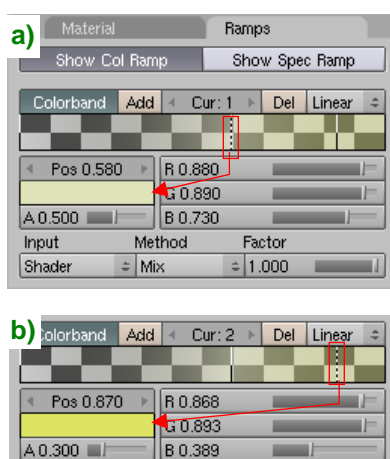 a) Material Ramps
Show Col Ramp Show Spec Ramp
Colorband Add Cur: 1 Del Linear
Pos 0.580 R 0.880
G 0.890
A 0.500 B 0.730
Input Method Factor
Shader Mix 1.000
b) Colorband Add Cur: 2 Del Linear
Pos 0.870 R 0.868
G 0.893
A 0.300 B 0.389